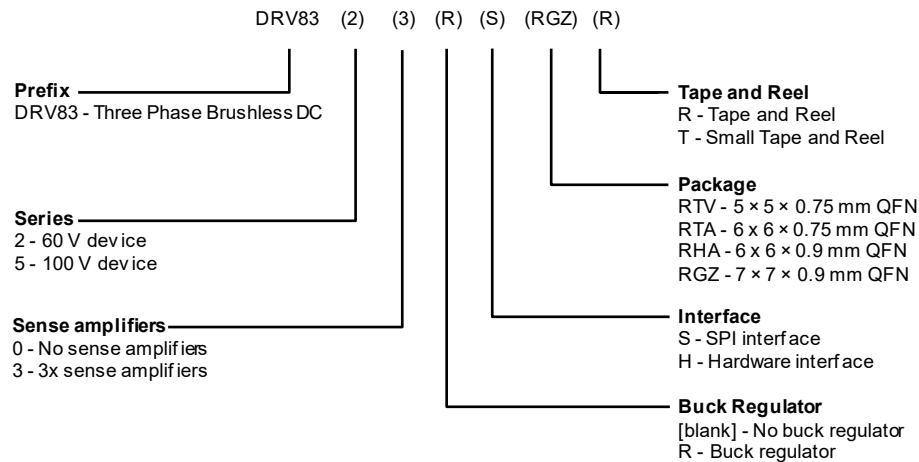 DRV83 (2) (3) (R) (S) (RGZ) (R)
Prefix
DRV83 - Three Phase Brushless DC
Series
2 - 60 V device
5 - 100 V device
Sense amplifiers
0 - No sense amplifiers
3 - 3x sense amplifiers
Tape and Reel
R - Tape and Reel
T - Small Tape and Reel
Package
RTV - 5 × 5 × 0.75 mm QFN
RTA - 6 x 6 × 0.75 mm QFN
RHA - 6 x 6 × 0.9 mm QFN
RGZ - 7 × 7 × 0.9 mm QFN
Interface
S - SPI interface
H - Hardware interface
Buck Regulator
[blank] - No buck regulator
R - Buck regulator